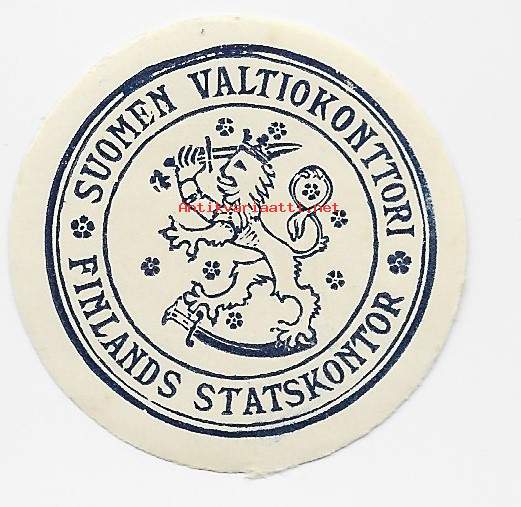 SUOMEN VALTIOKONTTORI
Antikvariaatti.net
FINLANDS STATSKONTOR